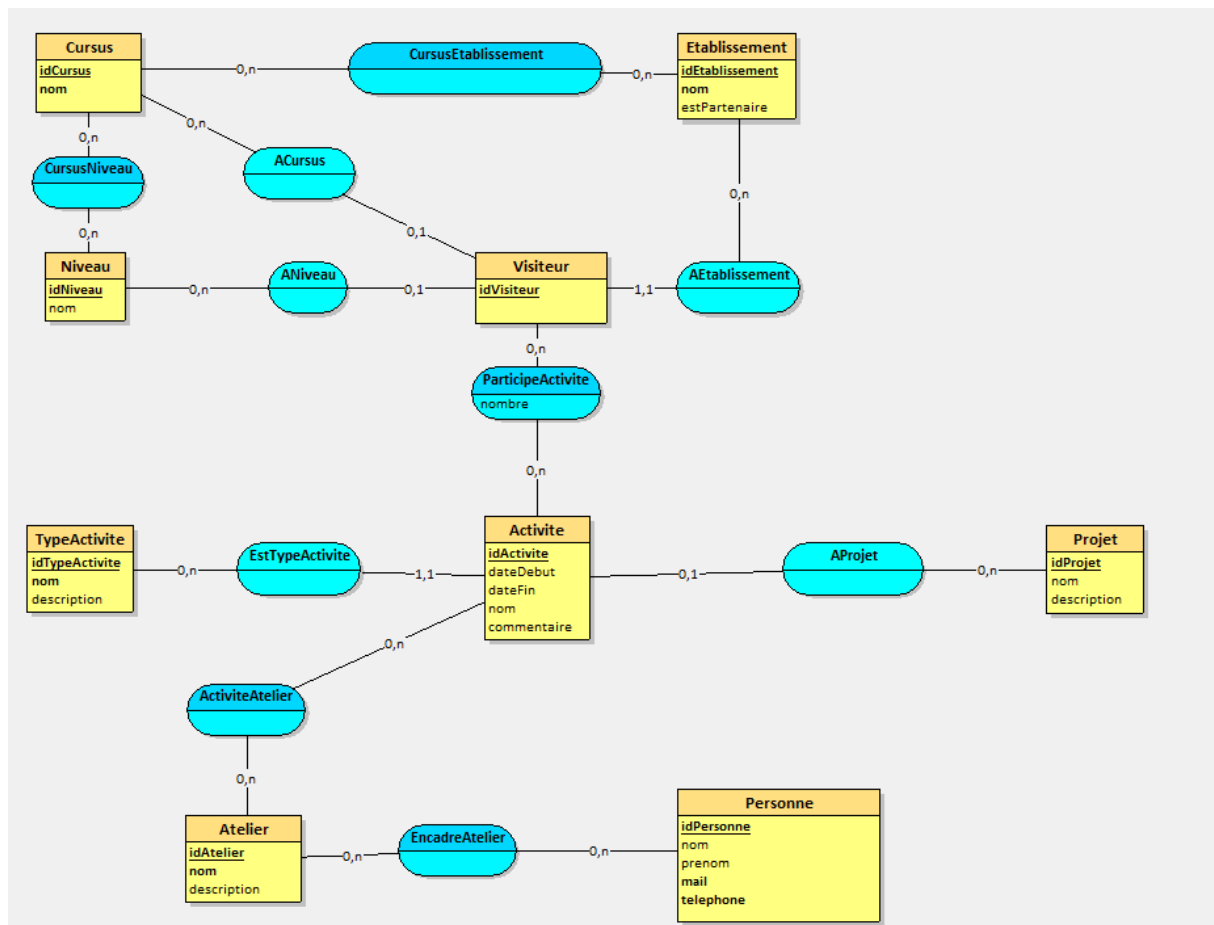 Cursus
idCursus
nom
0,n
CursusEtablissement
0,n
Etablissement
idEtablissement
nom
estPartenaire
0,n
0,n
CursusNiveau
0,n
ACursus
0,1
0,n
Niveau
idNiveau
nom
0,n
ANiveau
0,1
Visiteur
idVisiteur
1,1
AEtablissement
0,n
ParticipeActivite
nombre
0,n
TypeActivite
idTypeActivite
nom
description
0,n
EstTypeActivite
1,1
Activite
idActivite
dateDebut
dateFin
nom
commentaire
0,1
AProjet
0,n
Projet
idProjet
nom
description
0,n
ActiviteAtelier
0,n
Atelier
idAtelier
nom
description
0,n
EncadreAtelier
0,n
Personne
idPersonne
nom
prenom
mail
telephone